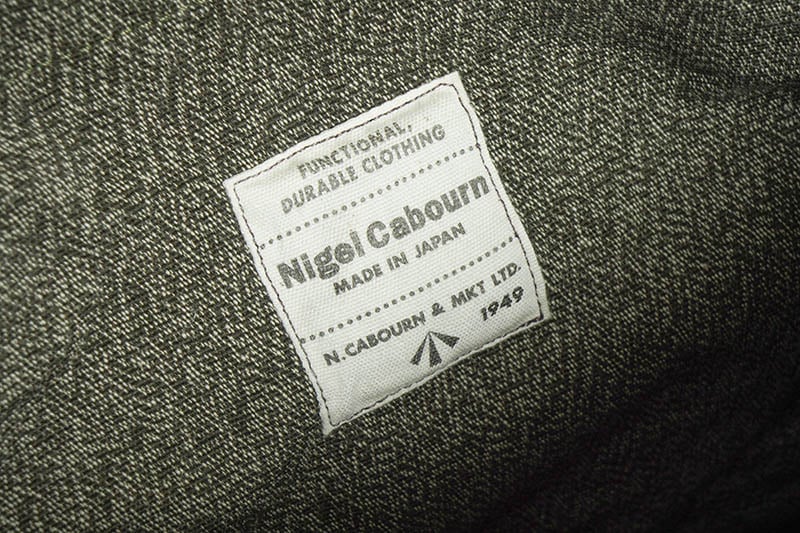 FUNCTIONAL,
DURABLE CLOTHING
Nigel Cabourn
MADE IN JAPAN
N.CABOURN & MKT LTD.
1949